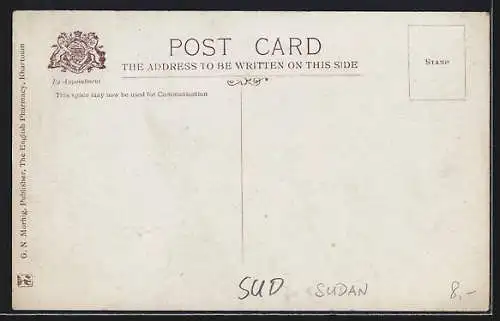 POST CARD
THE ADDRESS TO BE WRITTEN ON THIS SIDE
By Appointment
This space may now be used for Communication
Stamp
G. N. Morhig, Publisher, The English Pharmacy, Khartoum
SUD
SUDAN
8,-